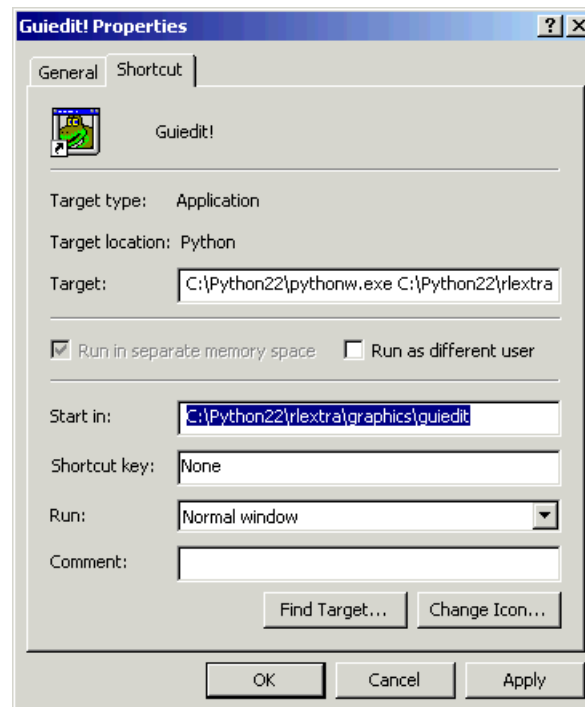 Guiedit! Properties
General Shortcut
Guiedit!
Target type: Application
Target location: Python
Target: C:\Python22\pythonw.exe C:\Python22\rlextra
Run in separate memory space Run as different user
Start in: C:\Python22\rlextra\graphics\guiedit
Shortcut key: None
Run: Normal window
Comment:
Find Target... Change Icon...
OK Cancel Apply